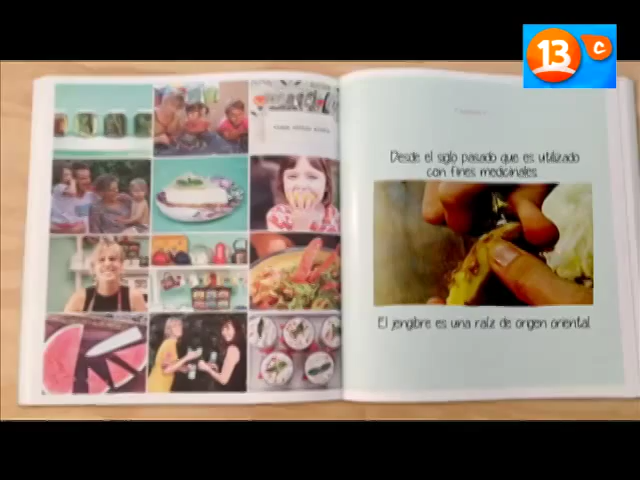 13
C
Desde el siglo pasado que es utilizado
con fines medicinales
El jengibre es una raíz de origen oriental